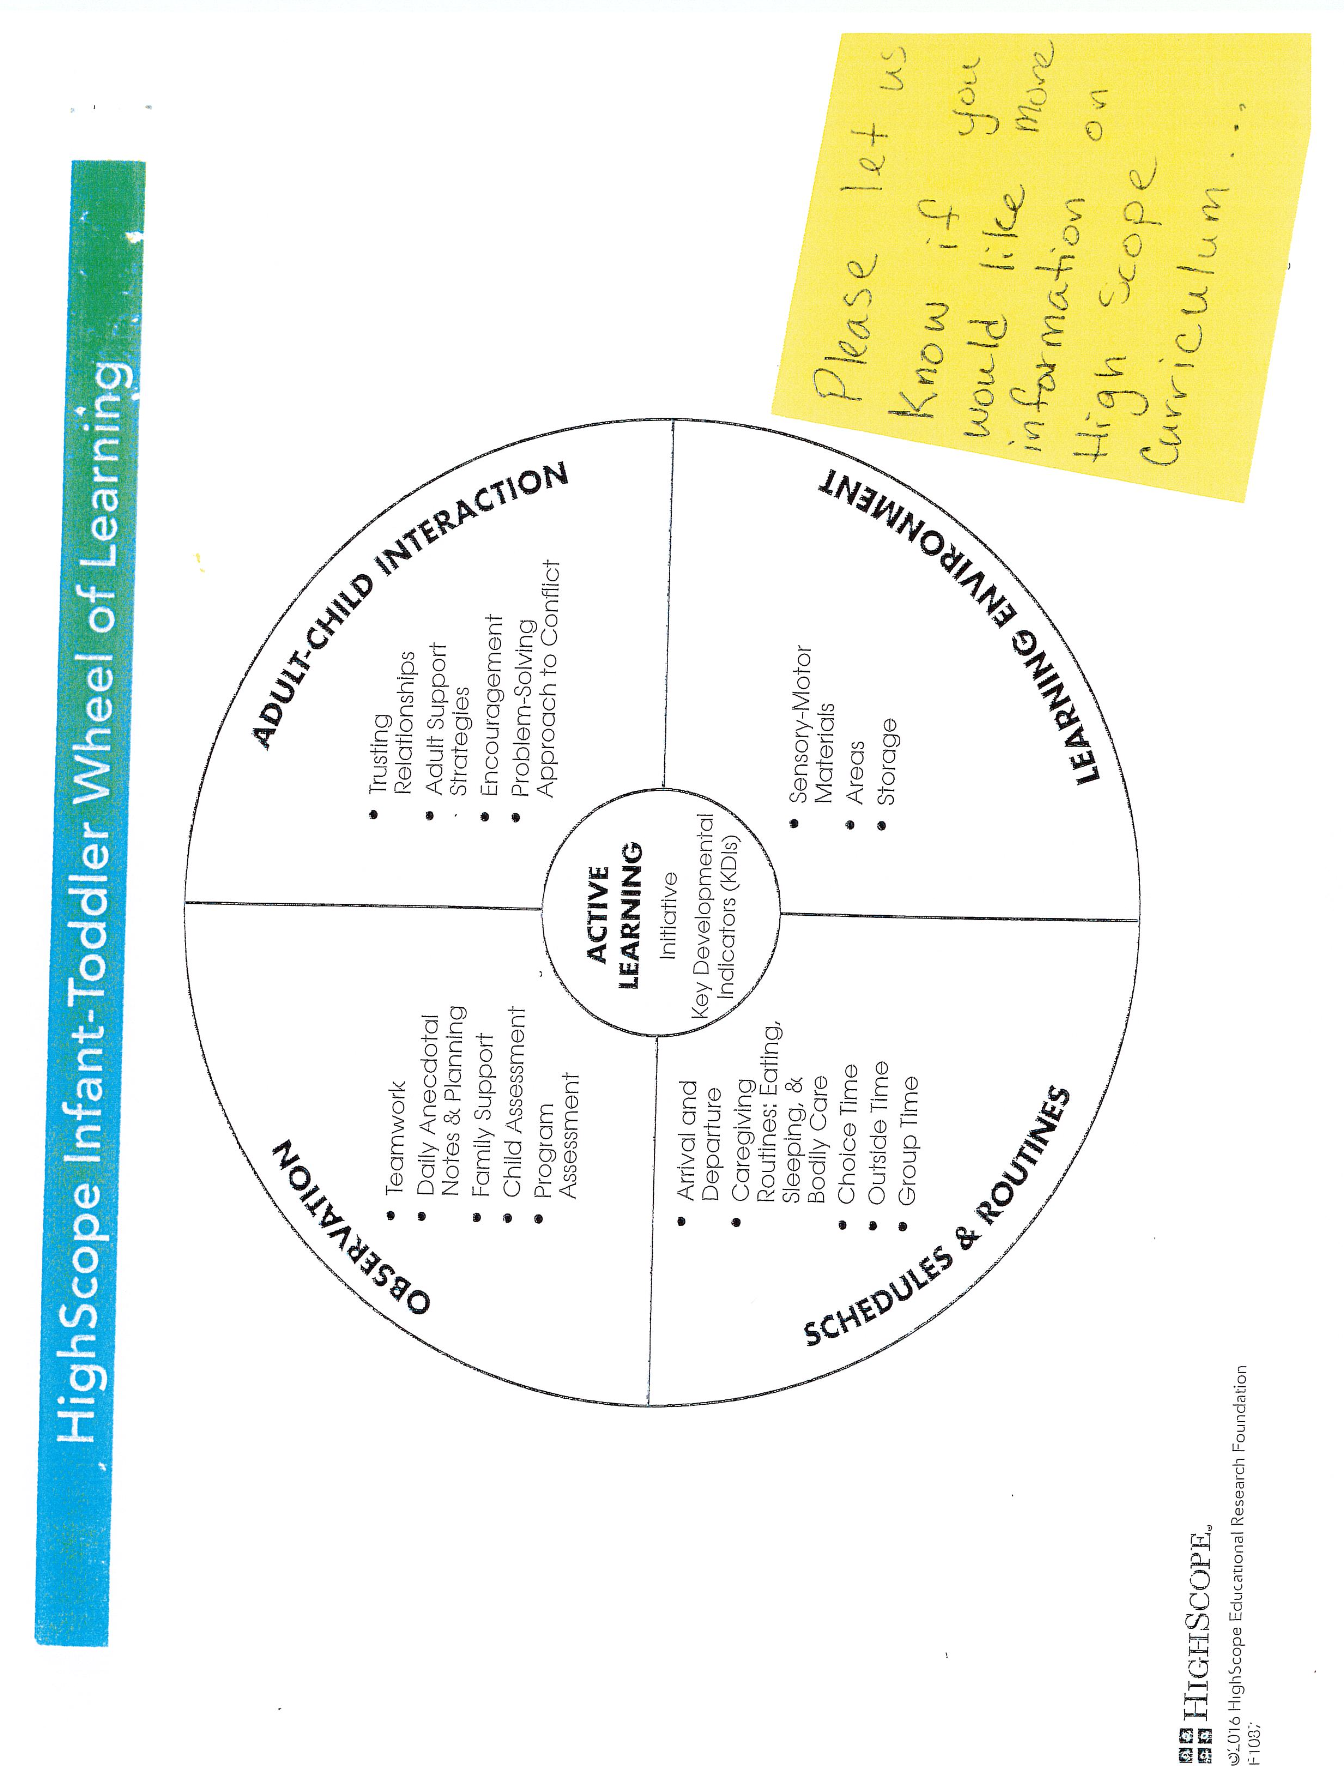 HighScope Infant-Toddler Wheel of Learning
OBSERVATION
• Teamwork
• Daily Anecdotal
Notes & Planning
• Family Support
• Child Assessment
• Program
Assessment
ADULT-CHILD INTERACTION
• Trusting
Relationships
• Adult Support
Strategies
• Encouragement
• Problem-Solving
Approach to Conflict
ACTIVE
LEARNING
Initiative
Key Developmental
Indicators (KDIs)
• Arrival and
Departure
• Caregiving
Routines: Eating,
Sleeping, &
Bodily Care
• Choice Time
• Outside Time
• Group Time
SCHEDULES & ROUTINES
• Sensory-Motor
Materials
• Areas
• Storage
LEARNING ENVIRONMENT
Please let us
Know if you
would like more
information on
High Scope
Curriculum...
HIGHSCOPE.
©2016 HighScope Educational Research Foundation